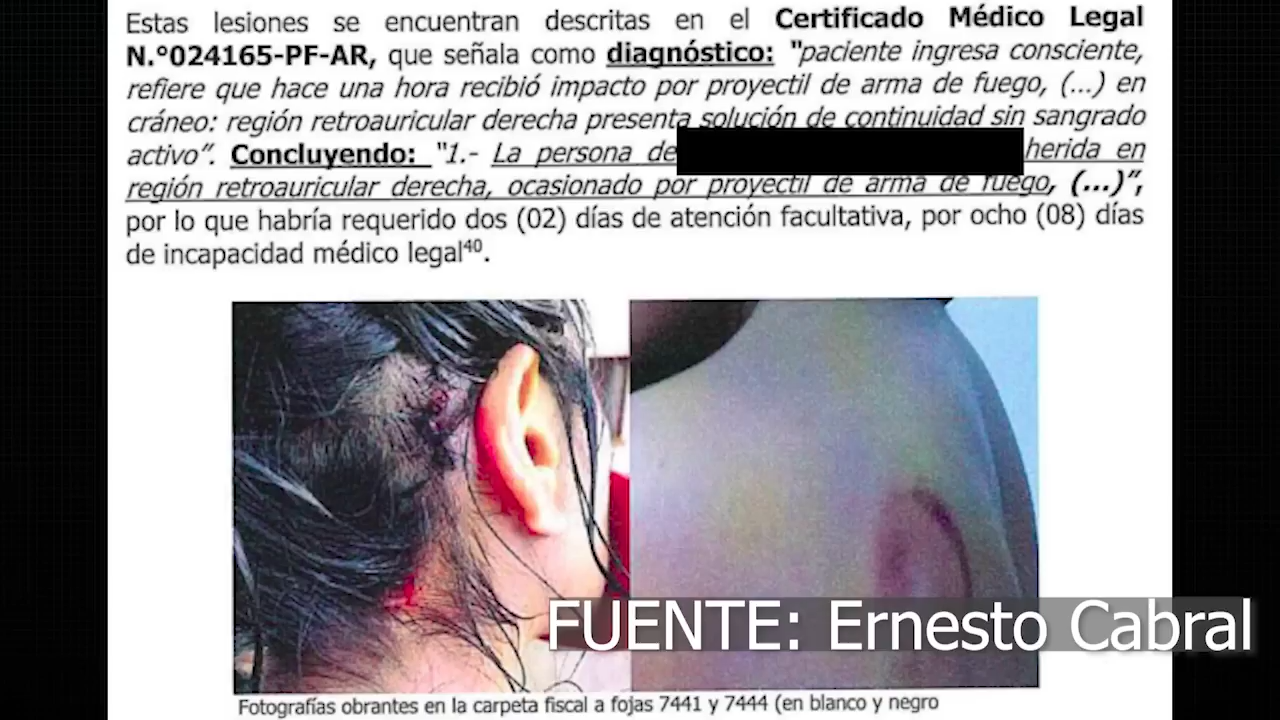 Estas lesiones se encuentran descritas en el Certificado Médico Legal
N.°024165-PF-AR, que señala como diagnóstico: "paciente ingresa consciente,
refiere que hace una hora recibió impacto por proyectil de arma de fuego, (...) en
cráneo: región retroauricular derecha presenta solución de continuidad sin sangrado
activo". Concluyendo: "1.- La persona de herida en
región retroauricular derecha, ocasionado por proyectil de arma de fuego, (...)",
por lo que habría requerido dos (02) días de atención facultativa, por ocho (08) días
de incapacidad médico legal⁴⁰.
FUENTE: Ernesto Cabral
Fotografías obrantes en la carpeta fiscal a fojas 7441 y 7444 (en blanco y negro